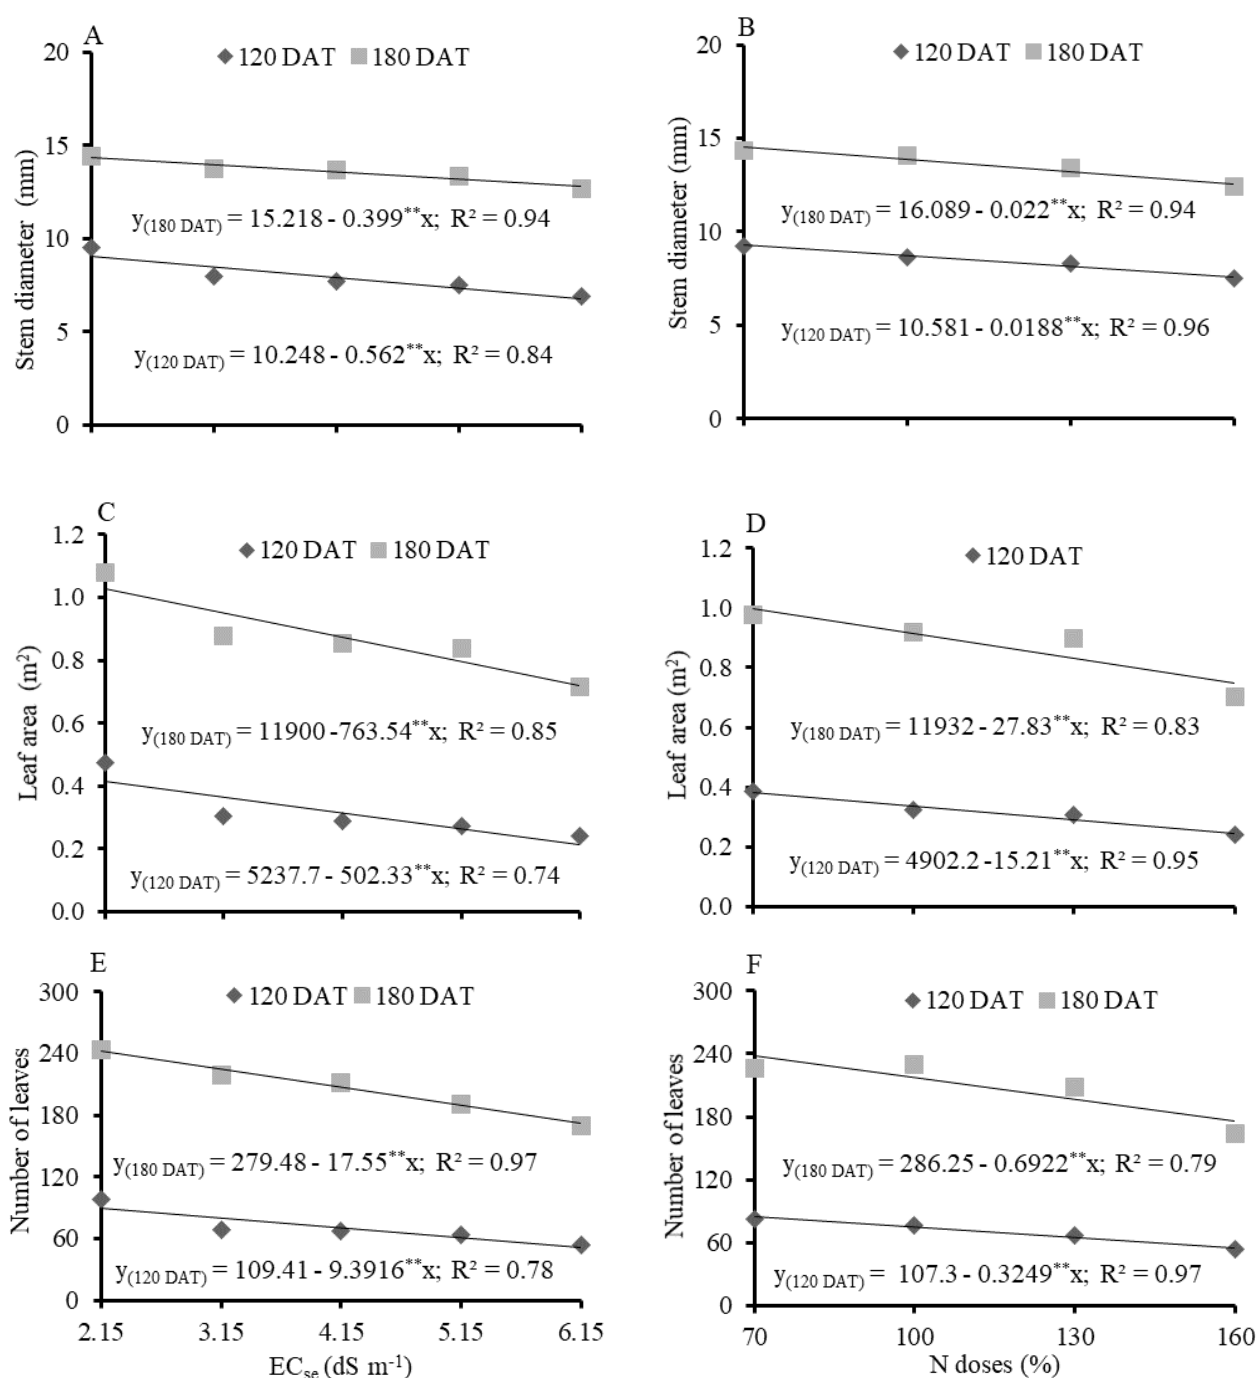 A
120 DAT 180 DAT
20
15
10
5
0
Stem diameter (mm)
y(180 DAT) = 15.218 - 0.399**x; R² = 0.94
y(120 DAT) = 10.248 - 0.562**x; R² = 0.84
B
120 DAT 180 DAT
20
15
10
5
0
Stem diameter (mm)
y(180 DAT) = 16.089 - 0.022**x; R² = 0.94
y(120 DAT) = 10.581 - 0.0188**x; R² = 0.96
C
120 DAT 180 DAT
1.2
1.0
0.8
0.6
0.4
0.2
0.0
Leaf area (m²)
y(180 DAT) = 11900 -763.54**x; R² = 0.85
y(120 DAT) = 5237.7 - 502.33**x; R² = 0.74
D
120 DAT
1.2
1.0
0.8
0.6
0.4
0.2
0.0
Leaf area (m²)
y(180 DAT) = 11932 - 27.83**x; R² = 0.83
y(120 DAT) = 4902.2 -15.21**x; R² = 0.95
E
120 DAT 180 DAT
300
240
180
120
60
0
Number of leaves
y(180 DAT) = 279.48 - 17.55**x; R² = 0.97
y(120 DAT) = 109.41 - 9.3916**x; R² = 0.78
2.15 3.15 4.15 5.15 6.15
ECse (dS m-1)
F
120 DAT 180 DAT
300
240
180
120
60
0
Number of leaves
y(180 DAT) = 286.25 - 0.6922**x; R² = 0.79
y(120 DAT) = 107.3 - 0.3249**x; R² = 0.97
70 100 130 160
N doses (%)